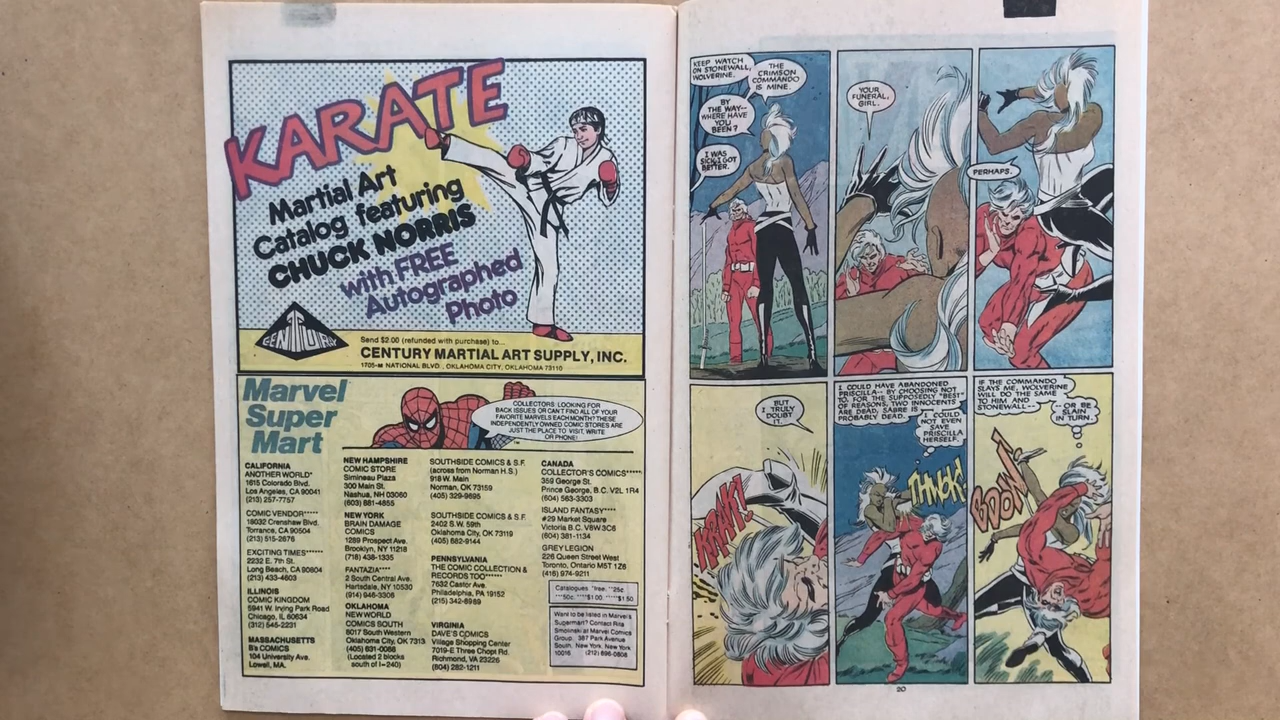 KARATE
Martial Art
Catalog featuring
CHUCK NORRIS
with FREE
Autographed
Photo
CENTURY
Send $2.00 (refunded with purchase) to...
CENTURY MARTIAL ART SUPPLY, INC.
1705-M NATIONAL BLVD., OKLAHOMA CITY, OKLAHOMA 73110
Marvel
Super
Mart
COLLECTORS: LOOKING FOR
BACK ISSUES OR CAN'T FIND ALL OF YOUR
FAVORITE MARVELS EACH MONTH? THESE
INDEPENDENTLY OWNED COMIC STORES ARE
JUST THE PLACE TO VISIT, WRITE
OR PHONE!
CALIFORNIA
ANOTHER WORLD*
1615 Colorado Blvd.
Los Angeles, CA 90041
(213) 257-7757
COMIC VENDOR*****
18032 Crenshaw Blvd.
Torrance, CA 90504
(213) 515-2676
EXCITING TIMES******
2232 E. 7th St.
Long Beach, CA 90804
(213) 433-4603
ILLINOIS
COMIC KINGDOM
5941 W. Irving Park Road
Chicago, IL 60634
(312) 545-2231
MASSACHUSETTS
B's COMICS
104 University Ave.
Lowell, MA.
NEW HAMPSHIRE
COMIC STORE
Simineau Plaza
300 Main St.
Nashua, NH 03060
(603) 881-4855
NEW YORK
BRAIN DAMAGE
COMICS
1289 Prospect Ave.
Brooklyn, NY 11218
(718) 438-1335
FANTAZIA****
2 South Central Ave.
Hartsdale, NY 10530
(914) 946-3306
OKLAHOMA
NEW WORLD
COMICS SOUTH
8017 South Western
Oklahoma City, OK 7313
(405) 631-0086
(Located 2 blocks
south of I-240)
SOUTHSIDE COMICS & S.F.
(across from Norman H.S.)
918 W. Main
Norman, OK 73159
(405) 329-9695
SOUTHSIDE COMICS & S.F.
2402 S.W. 59th
Oklahoma City, OK 73119
(405) 682-9144
PENNSYLVANIA
THE COMIC COLLECTION &
RECORDS TOO******
7632 Castor Ave.
Philadelphia, PA 19152
(215) 342-8989
VIRGINIA
DAVE'S COMICS
Village Shopping Center
7019-E Three Chopt Rd.
Richmond, VA 23226
(804) 282-1211
CANADA
COLLECTOR'S COMICS*****
359 George St.
Prince George, B.C. V2L 1R4
(604) 563-3303
ISLAND FANTASY****
#29 Market Square
Victoria B.C. V8W 3C6
(604) 381-1134
GREY LEGION
226 Queen Street West
Toronto, Ontario M5T 1Z6
(416) 974-9211
Catalogues *free. **25c.
***50c. ****$1.00 *****$1.50
Want to be listed in Marvel's
Supermart? Contact Rita
Smolinski at Marvel Comics
Group. 387 Park Avenue
South, New York, New York
10016 (212) 696-0808
KEEP WATCH
ON STONEWALL,
WOLVERINE.
THE
CRIMSON
COMMANDO
IS MINE.
BY
THE WAY--
WHERE HAVE
YOU
BEEN?
I WAS
SICK. I GOT
BETTER.
YOUR
FUNERAL,
GIRL.
PERHAPS.
BUT
I TRULY
DOUBT
IT.
KRAK!
I COULD HAVE ABANDONED
PRISCILLA-- BY CHOOSING NOT
TO, FOR THE SUPPOSEDLY "BEST"
OF REASONS, TWO INNOCENTS
ARE DEAD, SABRE IS
PROBABLY DEAD.
I COULD
NOT EVEN
SAVE
PRISCILLA
HERSELF.
THWOK!
IF THE COMMANDO
SLAYS ME, WOLVERINE
WILL DO THE SAME
TO HIM AND
STONEWALL--
-- OR BE
SLAIN
IN TURN.
BOOM!
20